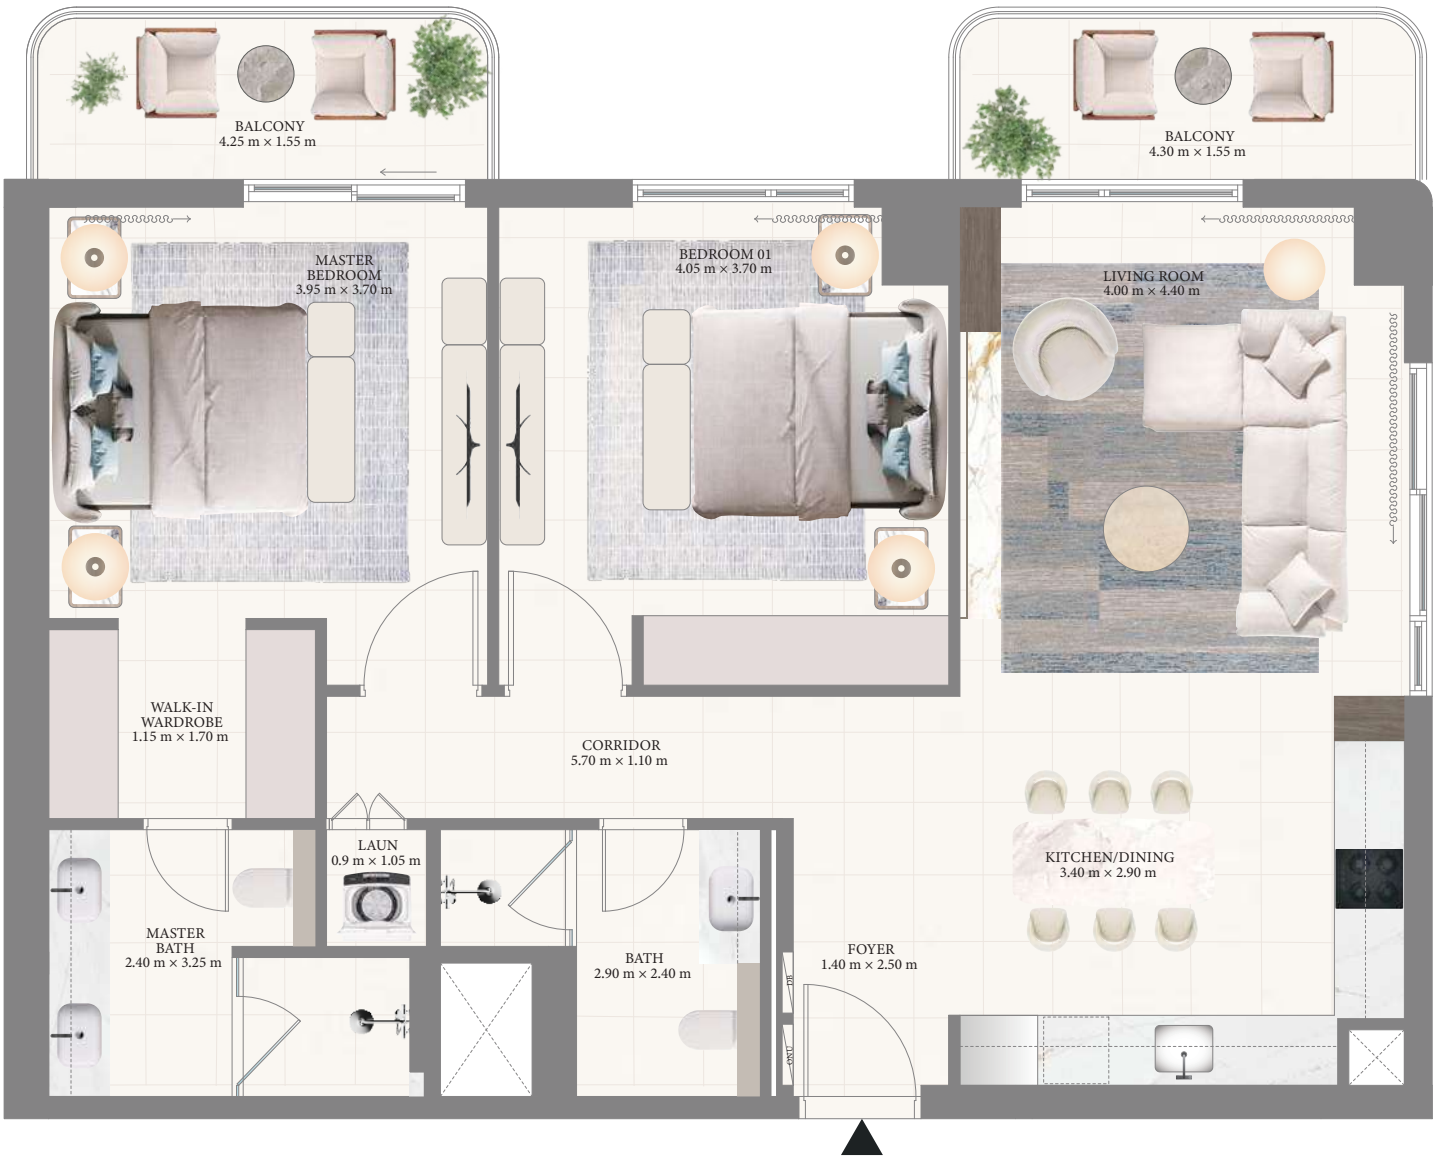 BALCONY
4.25 m × 1.55 m
BALCONY
4.30 m × 1.55 m
MASTER
BEDROOM
3.95 m × 3.70 m
BEDROOM 01
4.05 m × 3.70 m
LIVING ROOM
4.00 m × 4.40 m
WALK-IN
WARDROBE
1.15 m × 1.70 m
CORRIDOR
5.70 m × 1.10 m
LAUN
0.9 m × 1.05 m
KITCHEN/DINING
3.40 m × 2.90 m
MASTER
BATH
2.40 m × 3.25 m
BATH
2.90 m × 2.40 m
FOYER
1.40 m × 2.50 m
DB
ONU